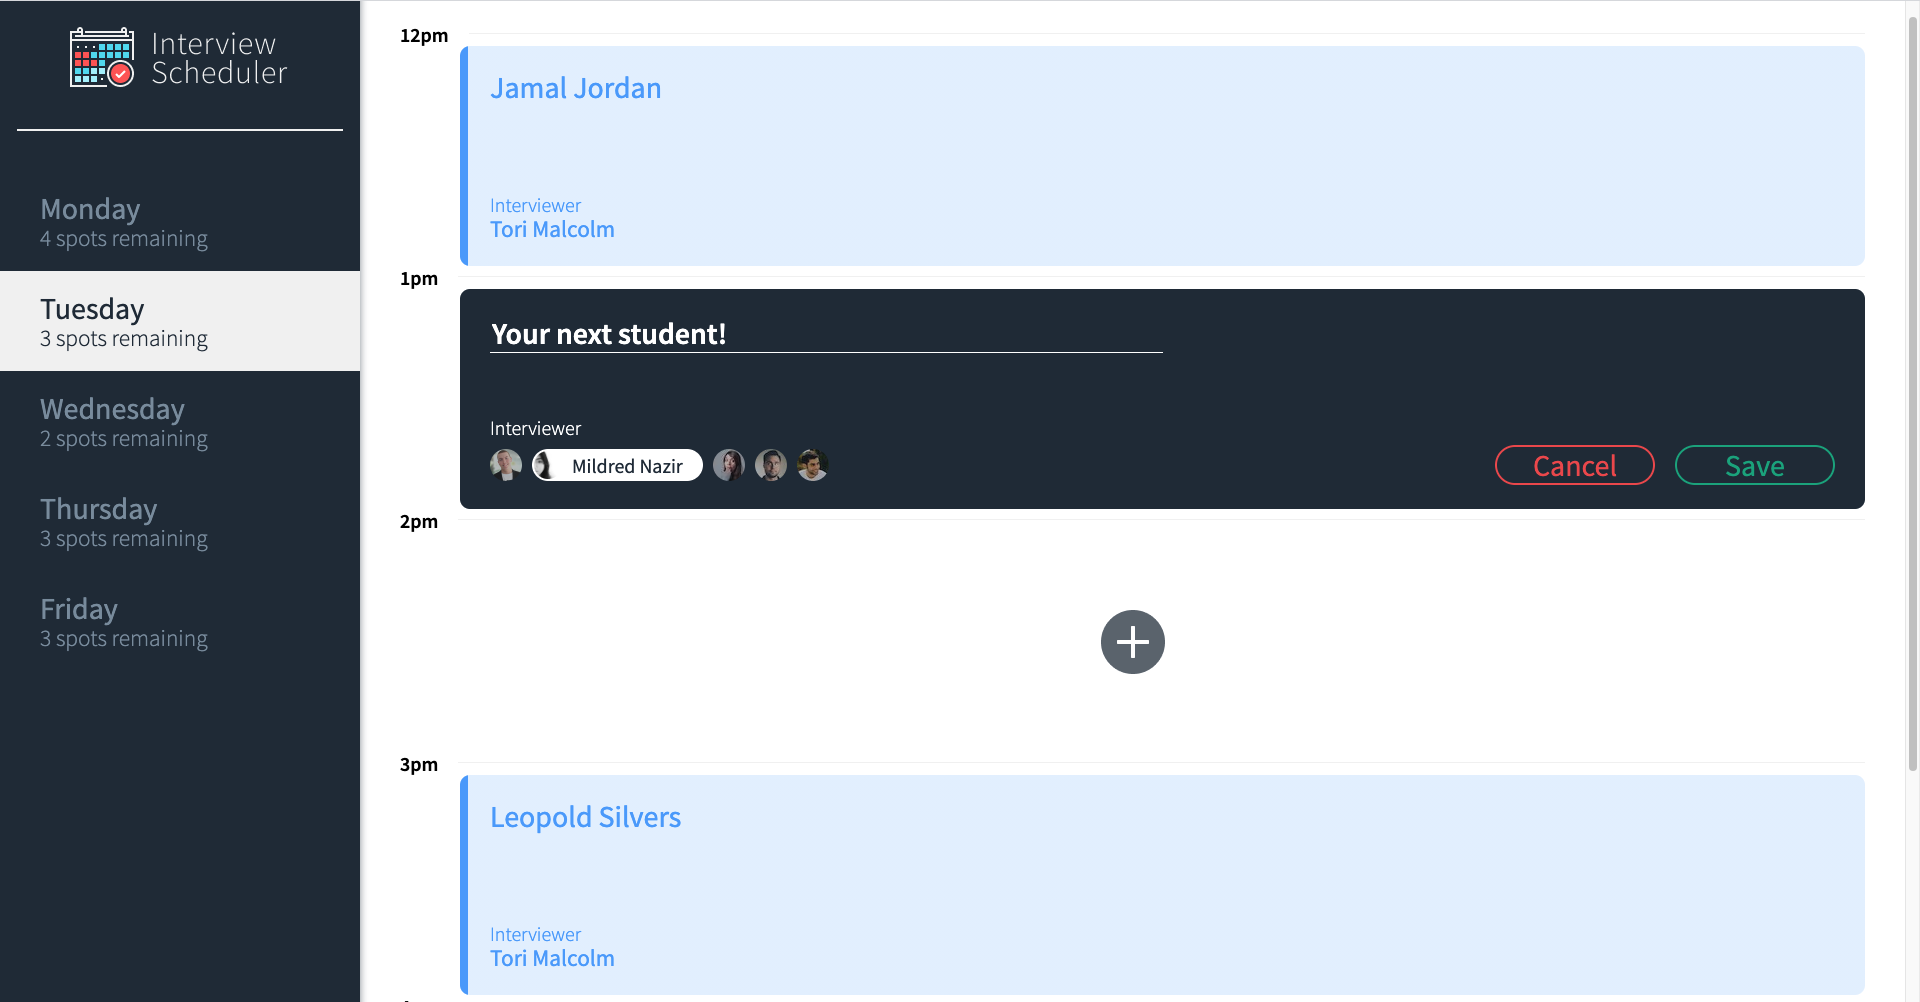 Interview
Scheduler
Monday
4 spots remaining
Tuesday
3 spots remaining
Wednesday
2 spots remaining
Thursday
3 spots remaining
Friday
3 spots remaining
12pm
Jamal Jordan
Interviewer
Tori Malcolm
1pm
Your next student!
Interviewer
Mildred Nazir
Cancel
Save
2pm
3pm
Leopold Silvers
Interviewer
Tori Malcolm